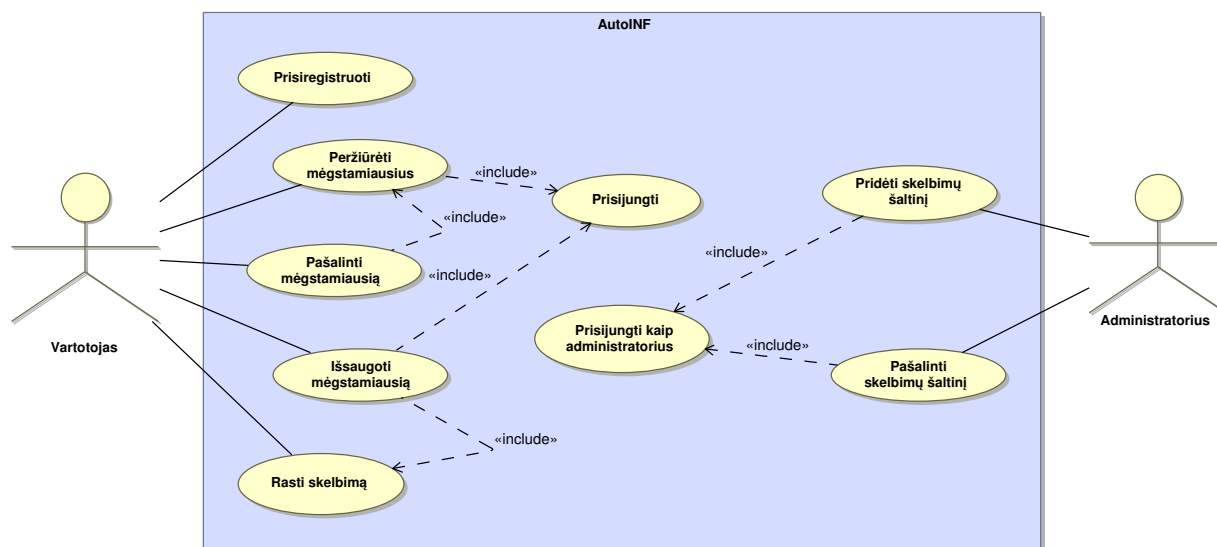 AutoINF
Prisiregistruoti
Peržiūrėti
mėgstamiausius
«include»
Prisijungti
Pridėti skelbimų
šaltinį
«include»
Pašalinti
mėgstamiausią
«include»
«include»
Vartotojas
Administratorius
Prisijungti kaip
administratorius
«include»
Išsaugoti
mėgstamiausią
Pašalinti
skelbimų šaltinį
«include»
Rasti skelbimą